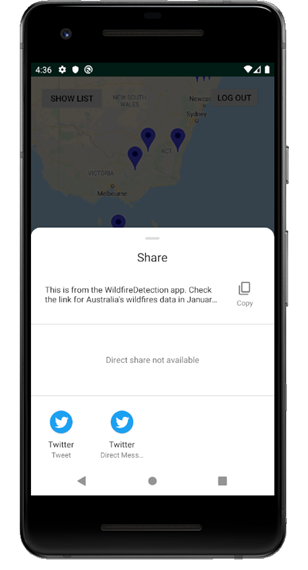 4:36
SHOW LIST
NEW SOUTH
WALES
Newcas
LOG OUT
Sydney
ACT
VICTORIA
Melbourne
Share
This is from the WildfireDetection app. Check
the link for Australia's wildfires data in Januar...
Copy
Direct share not available
Twitter
Tweet
Twitter
Direct Mess...